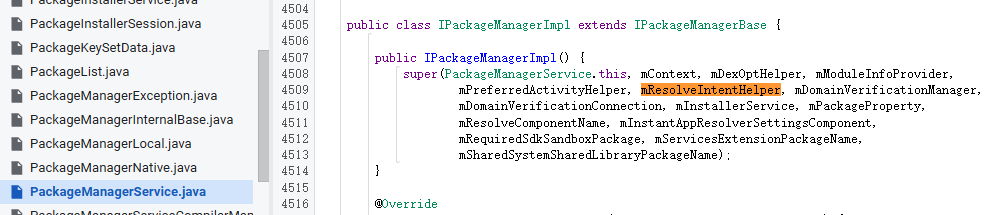 PackageInstallerService.java
PackageInstallerSession.java
PackageKeySetData.java
PackageList.java
PackageManagerException.java
PackageManagerInternalBase.java
PackageManagerLocal.java
PackageManagerNative.java
PackageManagerService.java
4504
4505 public class IPackageManagerImpl extends IPackageManagerBase {
4506
4507 public IPackageManagerImpl() {
4508 super(PackageManagerService.this, mContext, mDexOptHelper, mModuleInfoProvider,
4509 mPreferredActivityHelper, mResolveIntentHelper, mDomainVerificationManager,
4510 mDomainVerificationConnection, mInstallerService, mPackageProperty,
4511 mResolveComponentName, mInstantAppResolverSettingsComponent,
4512 mRequiredSdkSandboxPackage, mServicesExtensionPackageName,
4513 mSharedSystemSharedLibraryPackageName);
4514 }
4515
4516 @Override